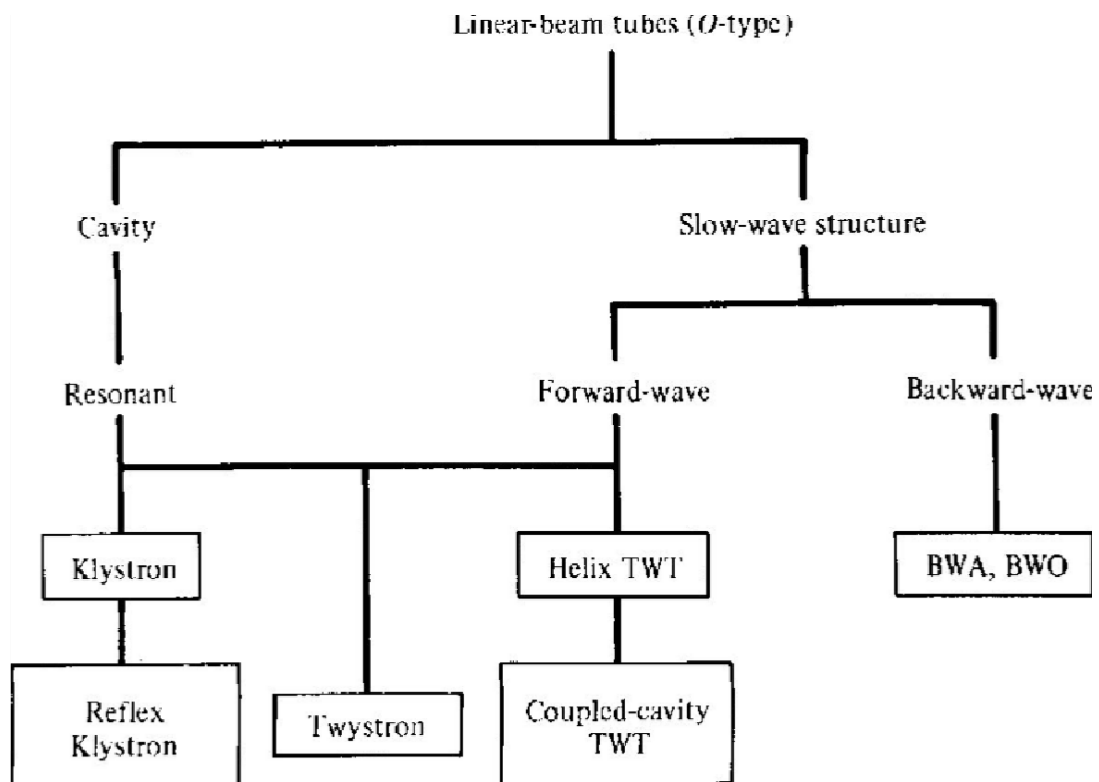 Linear-beam tubes (O-type)
Cavity
Slow-wave structure
Resonant
Forward-wave
Backward-wave
Klystron
Helix TWT
BWA, BWO
Reflex
Klystron
Twystron
Coupled-cavity
TWT